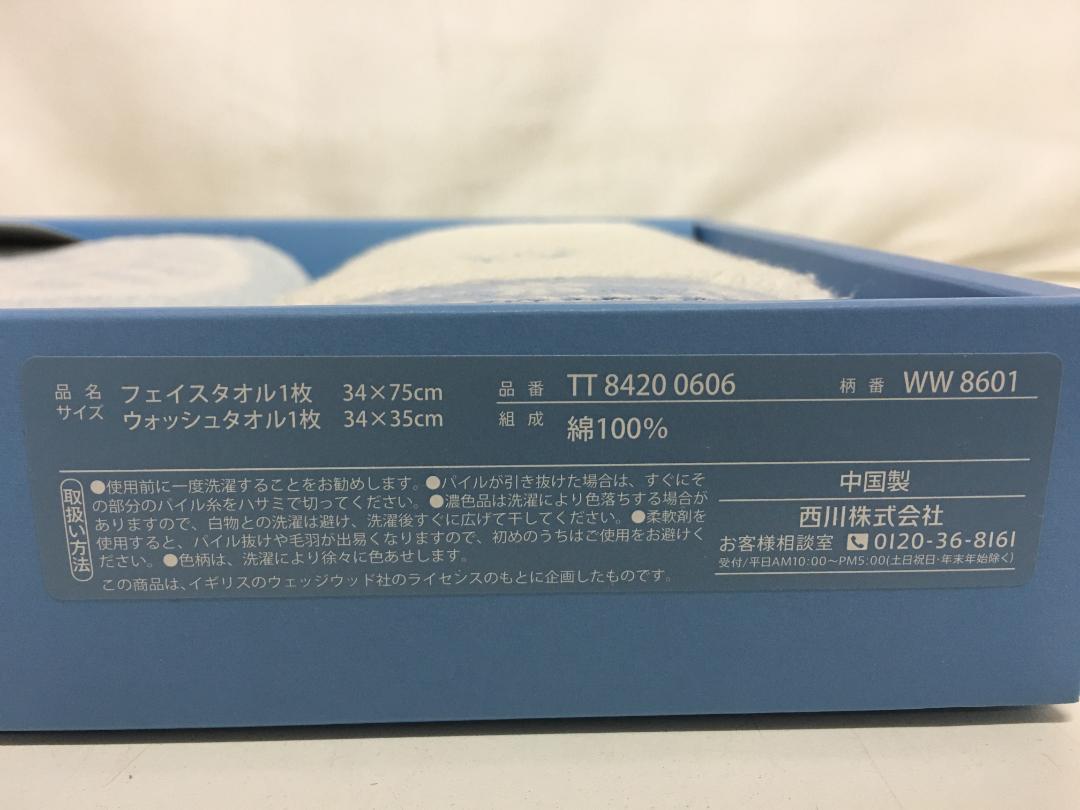 品名 フェイスタオル1枚 34×75cm
サイズ ウォッシュタオル1枚 34×35cm
品番 TT 8420 0606 柄番 WW 8601
組成 綿100%
取扱い方法
●使用前に一度洗濯することをお勧めします。●パイルが引き抜けた場合は、すぐにそ
の部分のパイル糸をハサミで切ってください。●濃色品は洗濯により色落ちする場合が
ありますので、白物との洗濯は避け、洗濯後すぐに広げて干してください。●柔軟剤を
使用すると、パイル抜けや毛羽が出易くなりますので、初めのうちはご使用をお避けく
ださい。●色柄は、洗濯により徐々に色あせします。
この商品は、イギリスのウェッジウッド社のライセンスのもとに企画したものです。
中国製
西川株式会社
お客様相談室 0120-36-8161
受付/平日AM10:00〜PM5:00(土日祝日・年末年始除く)